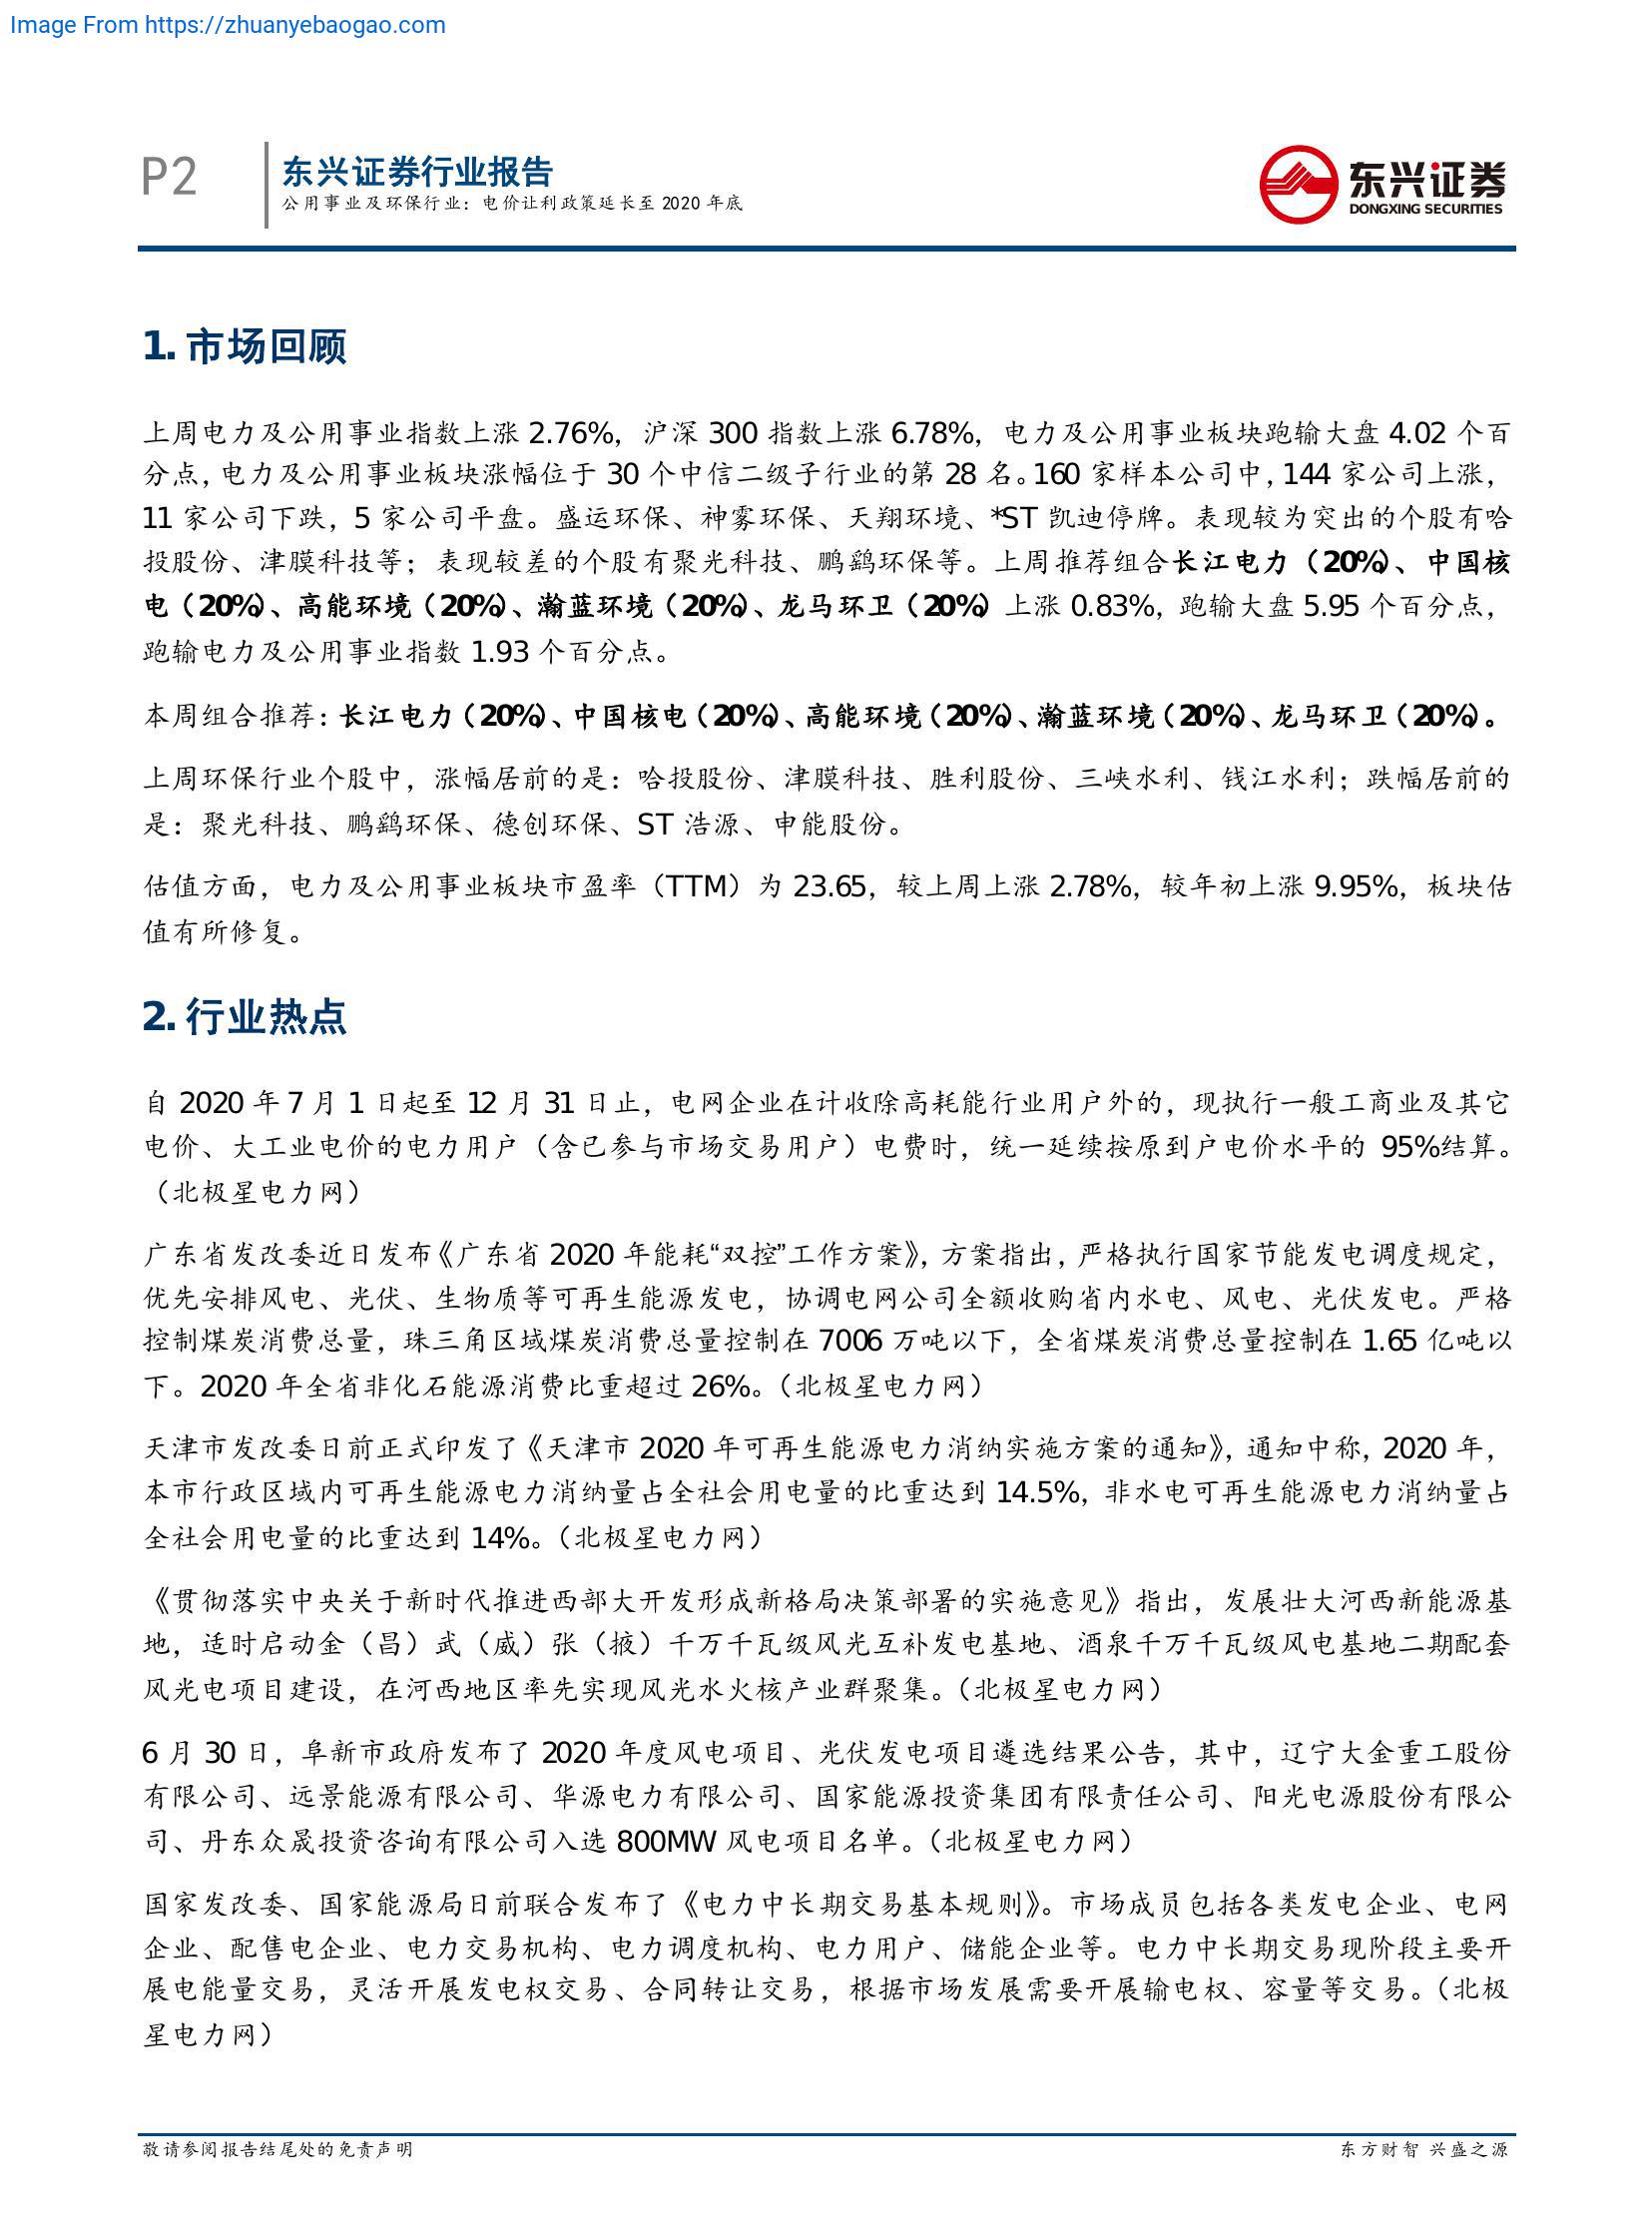 Image From https://zhuanyebaogao.com
P2
东兴证券行业报告
公用事业及环保行业：电价让利政策延长至 2020 年底
东兴证券
DONGXING SECURITIES
1. 市场回顾
上周电力及公用事业指数上涨 2.76%，沪深 300 指数上涨 6.78%，电力及公用事业板块跑输大盘 4.02 个百
分点，电力及公用事业板块涨幅位于 30 个中信二级子行业的第 28 名。160 家样本公司中，144 家公司上涨，
11 家公司下跌，5 家公司平盘。盛运环保、神雾环保、天翔环境、*ST 凯迪停牌。表现较为突出的个股有哈
投股份、津膜科技等；表现较差的个股有聚光科技、鹏鹞环保等。上周推荐组合长江电力（20%）、中国核
电（20%）、高能环境（20%）、瀚蓝环境（20%）、龙马环卫（20%）上涨 0.83%，跑输大盘 5.95 个百分点，
跑输电力及公用事业指数 1.93 个百分点。
本周组合推荐：长江电力（20%）、中国核电（20%）、高能环境（20%）、瀚蓝环境（20%）、龙马环卫（20%）。
上周环保行业个股中，涨幅居前的是：哈投股份、津膜科技、胜利股份、三峡水利、钱江水利；跌幅居前的
是：聚光科技、鹏鹞环保、德创环保、ST 浩源、申能股份。
估值方面，电力及公用事业板块市盈率（TTM）为 23.65，较上周上涨 2.78%，较年初上涨 9.95%，板块估
值有所修复。
2. 行业热点
自 2020 年 7 月 1 日起至 12 月 31 日止，电网企业在计收除高耗能行业用户外的，现执行一般工商业及其它
电价、大工业电价的电力用户（含已参与市场交易用户）电费时，统一延续按原到户电价水平的 95%结算。
（北极星电力网）
广东省发改委近日发布《广东省 2020 年能耗“双控”工作方案》，方案指出，严格执行国家节能发电调度规定，
优先安排风电、光伏、生物质等可再生能源发电，协调电网公司全额收购省内水电、风电、光伏发电。严格
控制煤炭消费总量，珠三角区域煤炭消费总量控制在 7006 万吨以下，全省煤炭消费总量控制在 1.65 亿吨以
下。2020 年全省非化石能源消费比重超过 26%。（北极星电力网）
天津市发改委日前正式印发了《天津市 2020 年可再生能源电力消纳实施方案的通知》，通知中称，2020 年，
本市行政区域内可再生能源电力消纳量占全社会用电量的比重达到 14.5%，非水电可再生能源电力消纳量占
全社会用电量的比重达到 14%。（北极星电力网）
《贯彻落实中央关于新时代推进西部大开发形成新格局决策部署的实施意见》指出，发展壮大河西新能源基
地，适时启动金（昌）武（威）张（掖）千万千瓦级风光互补发电基地、酒泉千万千瓦级风电基地二期配套
风光电项目建设，在河西地区率先实现风光水火核产业群聚集。（北极星电力网）
6 月 30 日，阜新市政府发布了 2020 年度风电项目、光伏发电项目遴选结果公告，其中，辽宁大金重工股份
有限公司、远景能源有限公司、华源电力有限公司、国家能源投资集团有限责任公司、阳光电源股份有限公
司、丹东众晟投资咨询有限公司入选 800MW 风电项目名单。（北极星电力网）
国家发改委、国家能源局日前联合发布了《电力中长期交易基本规则》。市场成员包括各类发电企业、电网
企业、配售电企业、电力交易机构、电力调度机构、电力用户、储能企业等。电力中长期交易现阶段主要开
展电能量交易，灵活开展发电权交易、合同转让交易，根据市场发展需要开展输电权、容量等交易。（北极
星电力网）
敬请参阅报告结尾处的免责声明
东方财智 兴盛之源